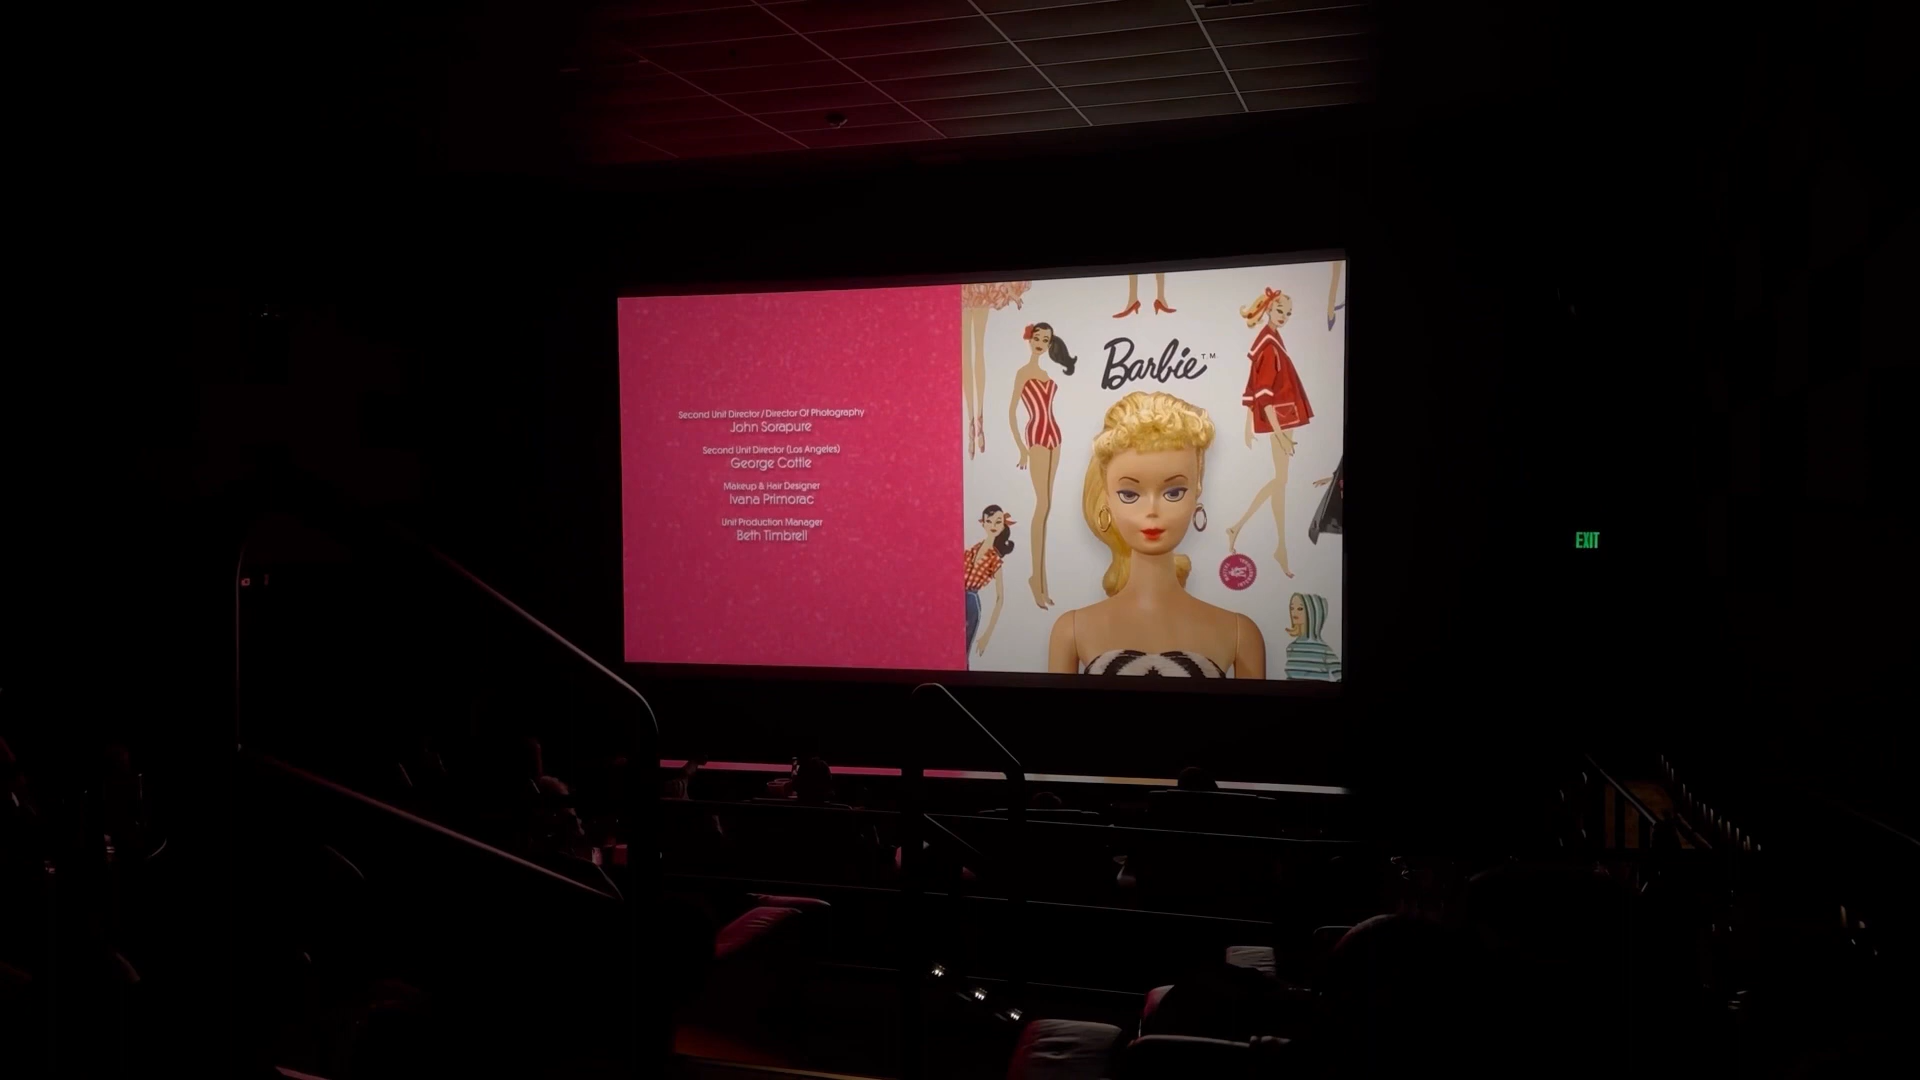 Second Unit Director / Director Of Photography
John Sorapure
Second Unit Director (Los Angeles)
George Cottle
Makeup & Hair Designer
Ivana Primorac
Unit Production Manager
Beth Timbrell
Barbie™
EXIT